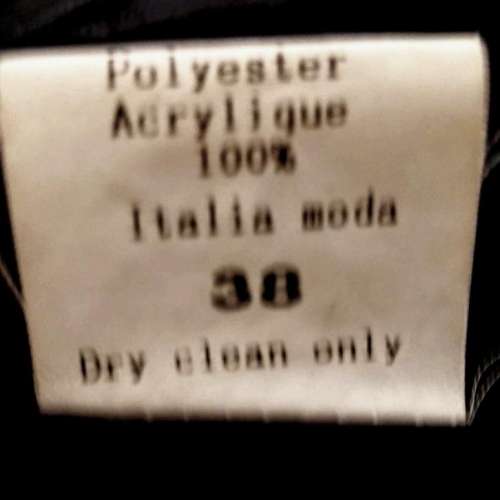 Polyester
Acrylique
100%
Italia moda
38
Dry clean only